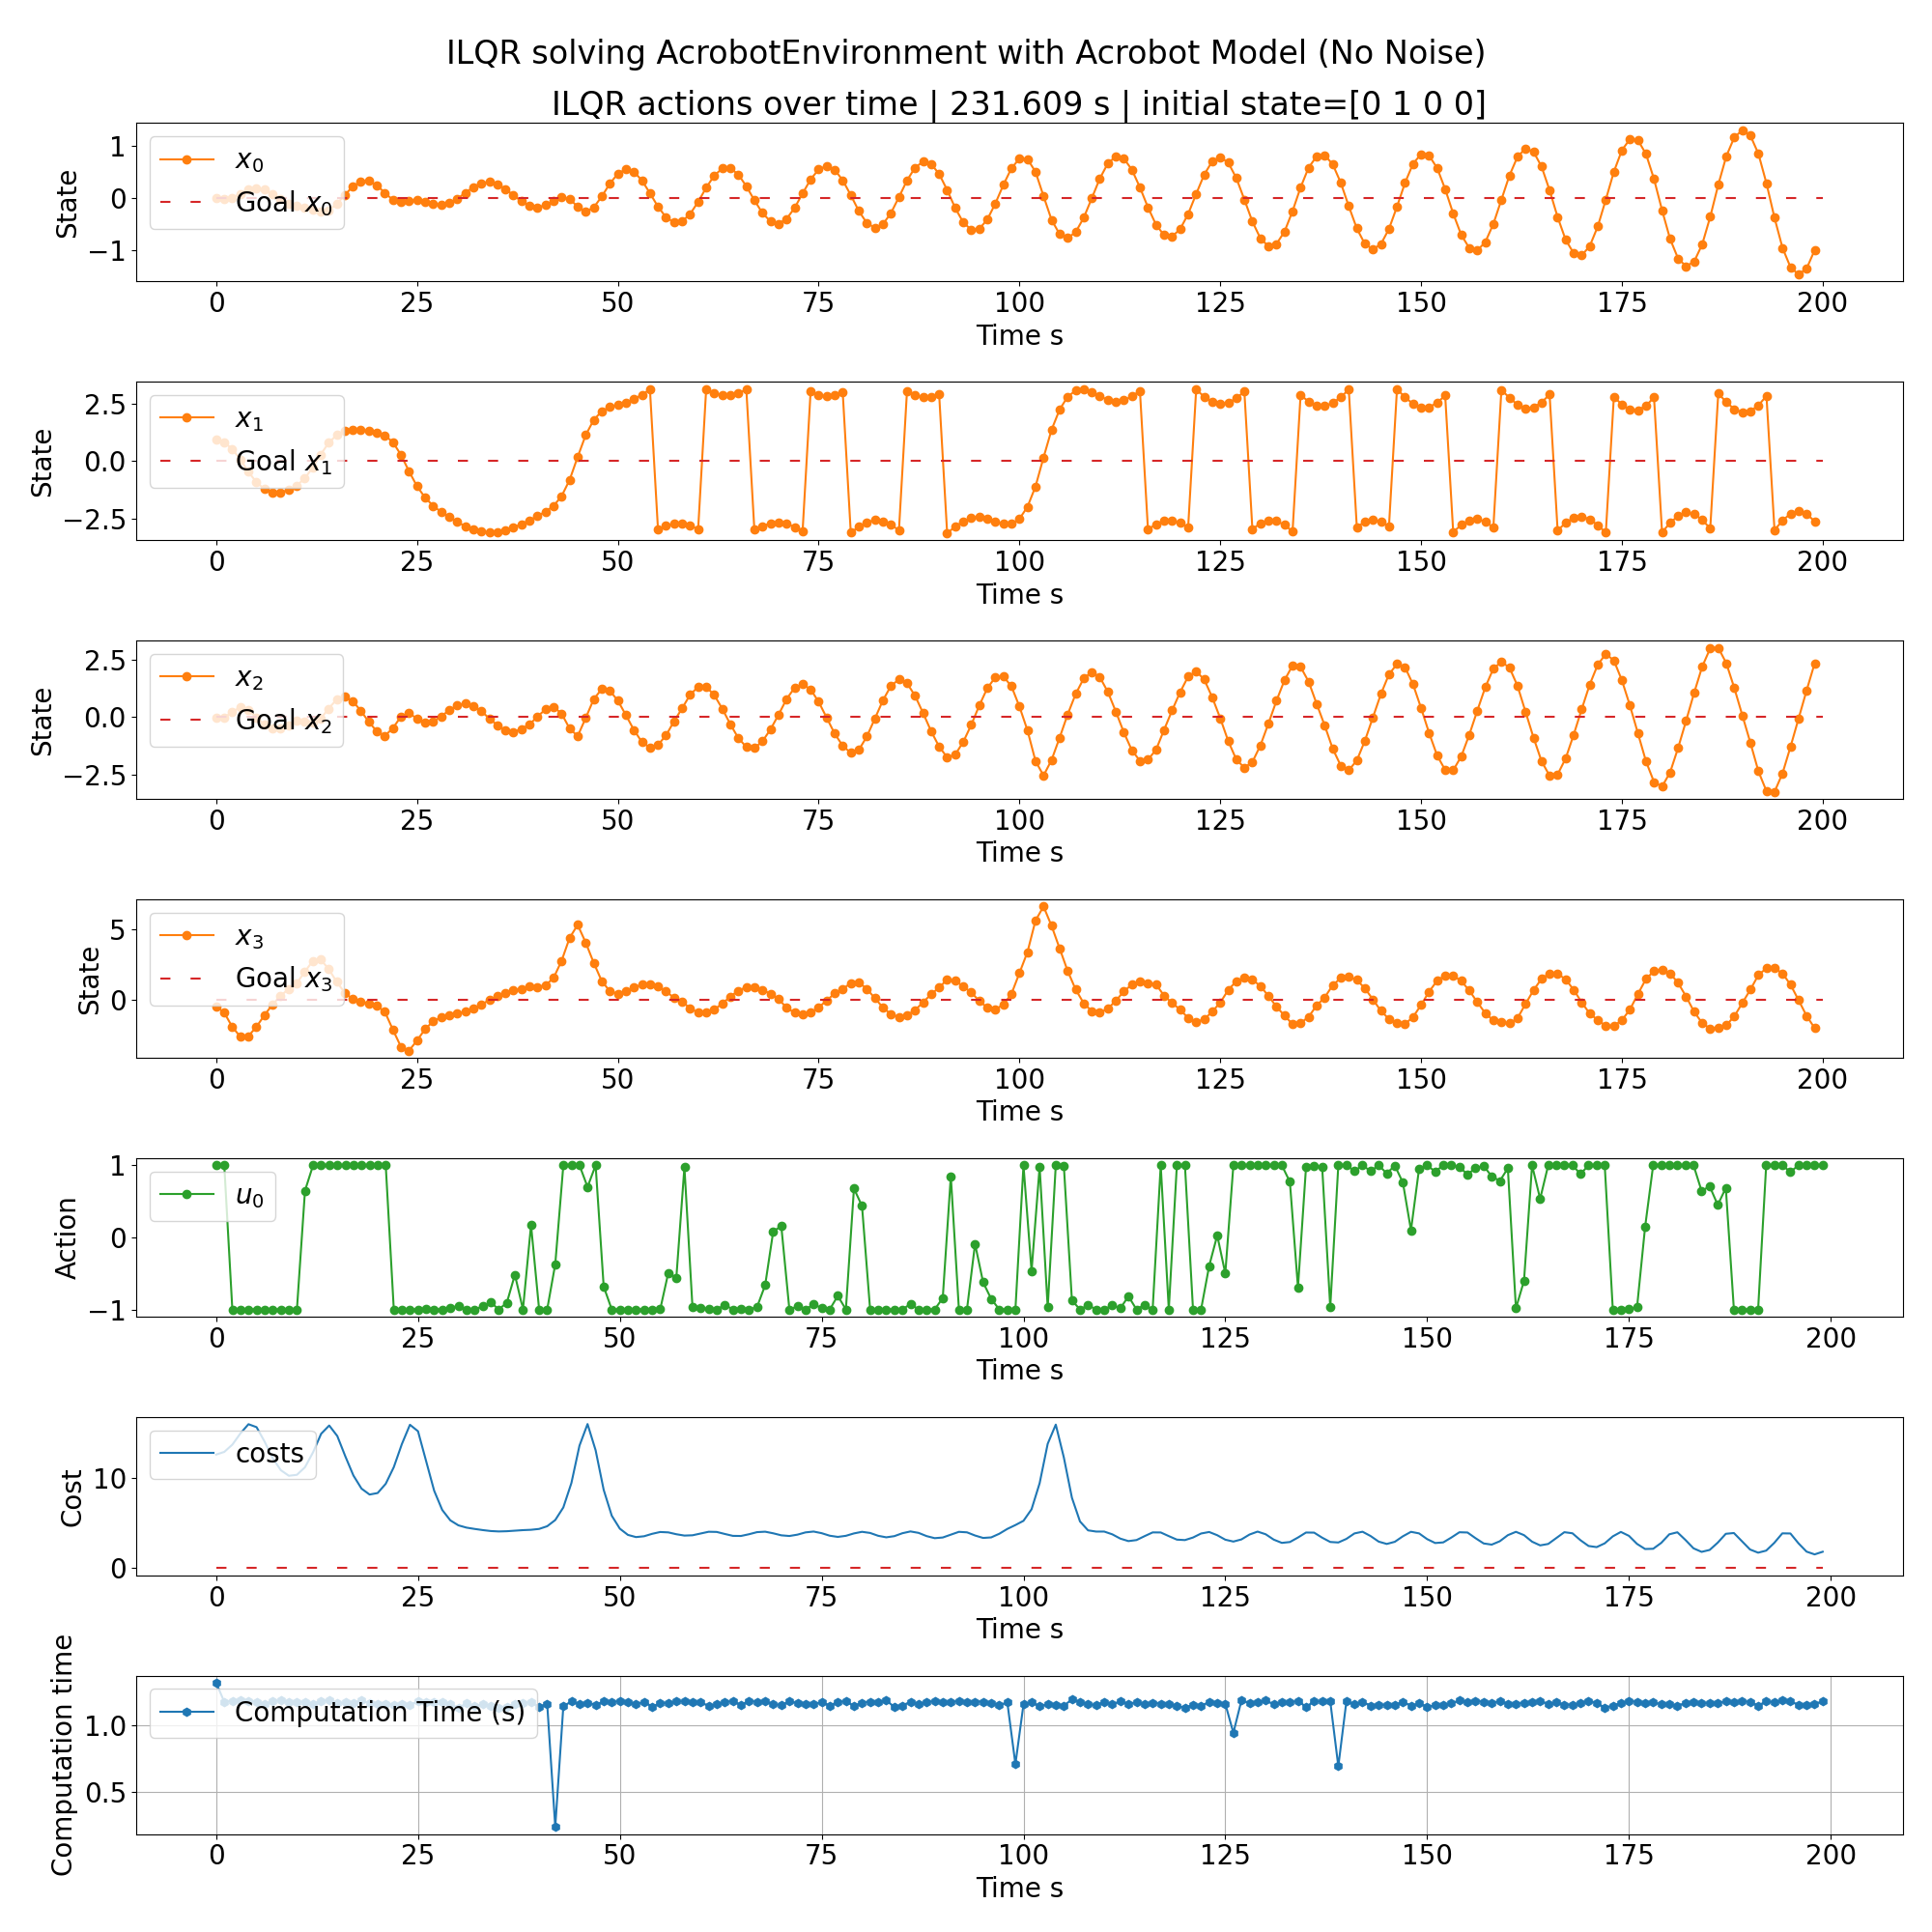 ILQR solving AcrobotEnvironment with Acrobot Model (No Noise)
ILQR actions over time | 231.609 s | initial state=[0 1 0 0]
State
1
0
−1
x₀
Goal x₀
0 25 50 75 100 125 150 175 200
Time s
State
2.5
0.0
−2.5
x₁
Goal x₁
0 25 50 75 100 125 150 175 200
Time s
State
2.5
0.0
−2.5
x₂
Goal x₂
0 25 50 75 100 125 150 175 200
Time s
State
5
0
x₃
Goal x₃
0 25 50 75 100 125 150 175 200
Time s
Action
1
0
−1
u₀
0 25 50 75 100 125 150 175 200
Time s
Cost
10
0
costs
0 25 50 75 100 125 150 175 200
Time s
Computation time
1.0
0.5
Computation Time (s)
0 25 50 75 100 125 150 175 200
Time s